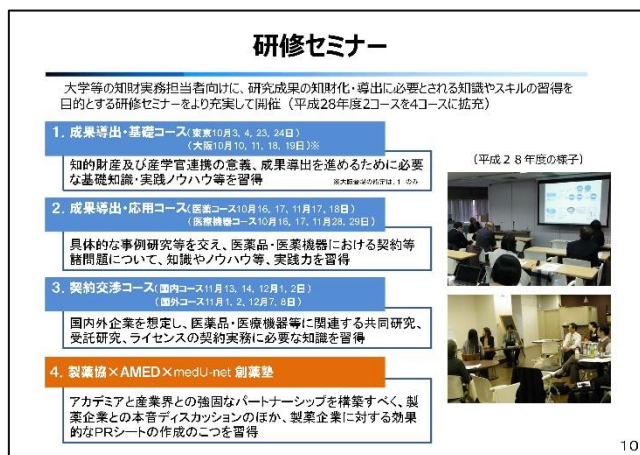 研修セミナー
大学等の知財実務担当者向けに、研究成果の知財化・導出に必要とされる知識やスキルの習得を
目的とする研修セミナーをより充実して開催（平成28年度2コースを4コースに拡充）
1. 成果導出・基礎コース（東京10月3, 4, 23, 24日）
（大阪10月10, 11, 18, 19日）※
知的財産及び産学官連携の意義、成果導出を進めるために必要
な基礎知識・実践ノウハウ等を習得
2. 成果導出・応用コース（医薬コース10月16, 17, 11月17, 18日）
（医療機器コース10月16, 17, 11月28, 29日）
具体的な事例研究等を交え、医薬品・医薬機器における契約等
諸問題について、知識やノウハウ等、実践力を習得
3. 契約交渉コース（国内コース11月13, 14, 12月1, 2日）
（国外コース11月1, 2, 12月7, 8日）
国内外企業を想定し、医薬品・医療機器等に関連する共同研究、
受託研究、ライセンスの契約実務に必要な知識を習得
4. 製薬協×AMED×medU-net 創薬塾
アカデミアと産業界との強固なパートナーシップを構築すべく、製
薬企業との本音ディスカッションのほか、製薬企業に対する効果
的なPRシートの作成のこつを習得
（平成２８年度の様子）
10